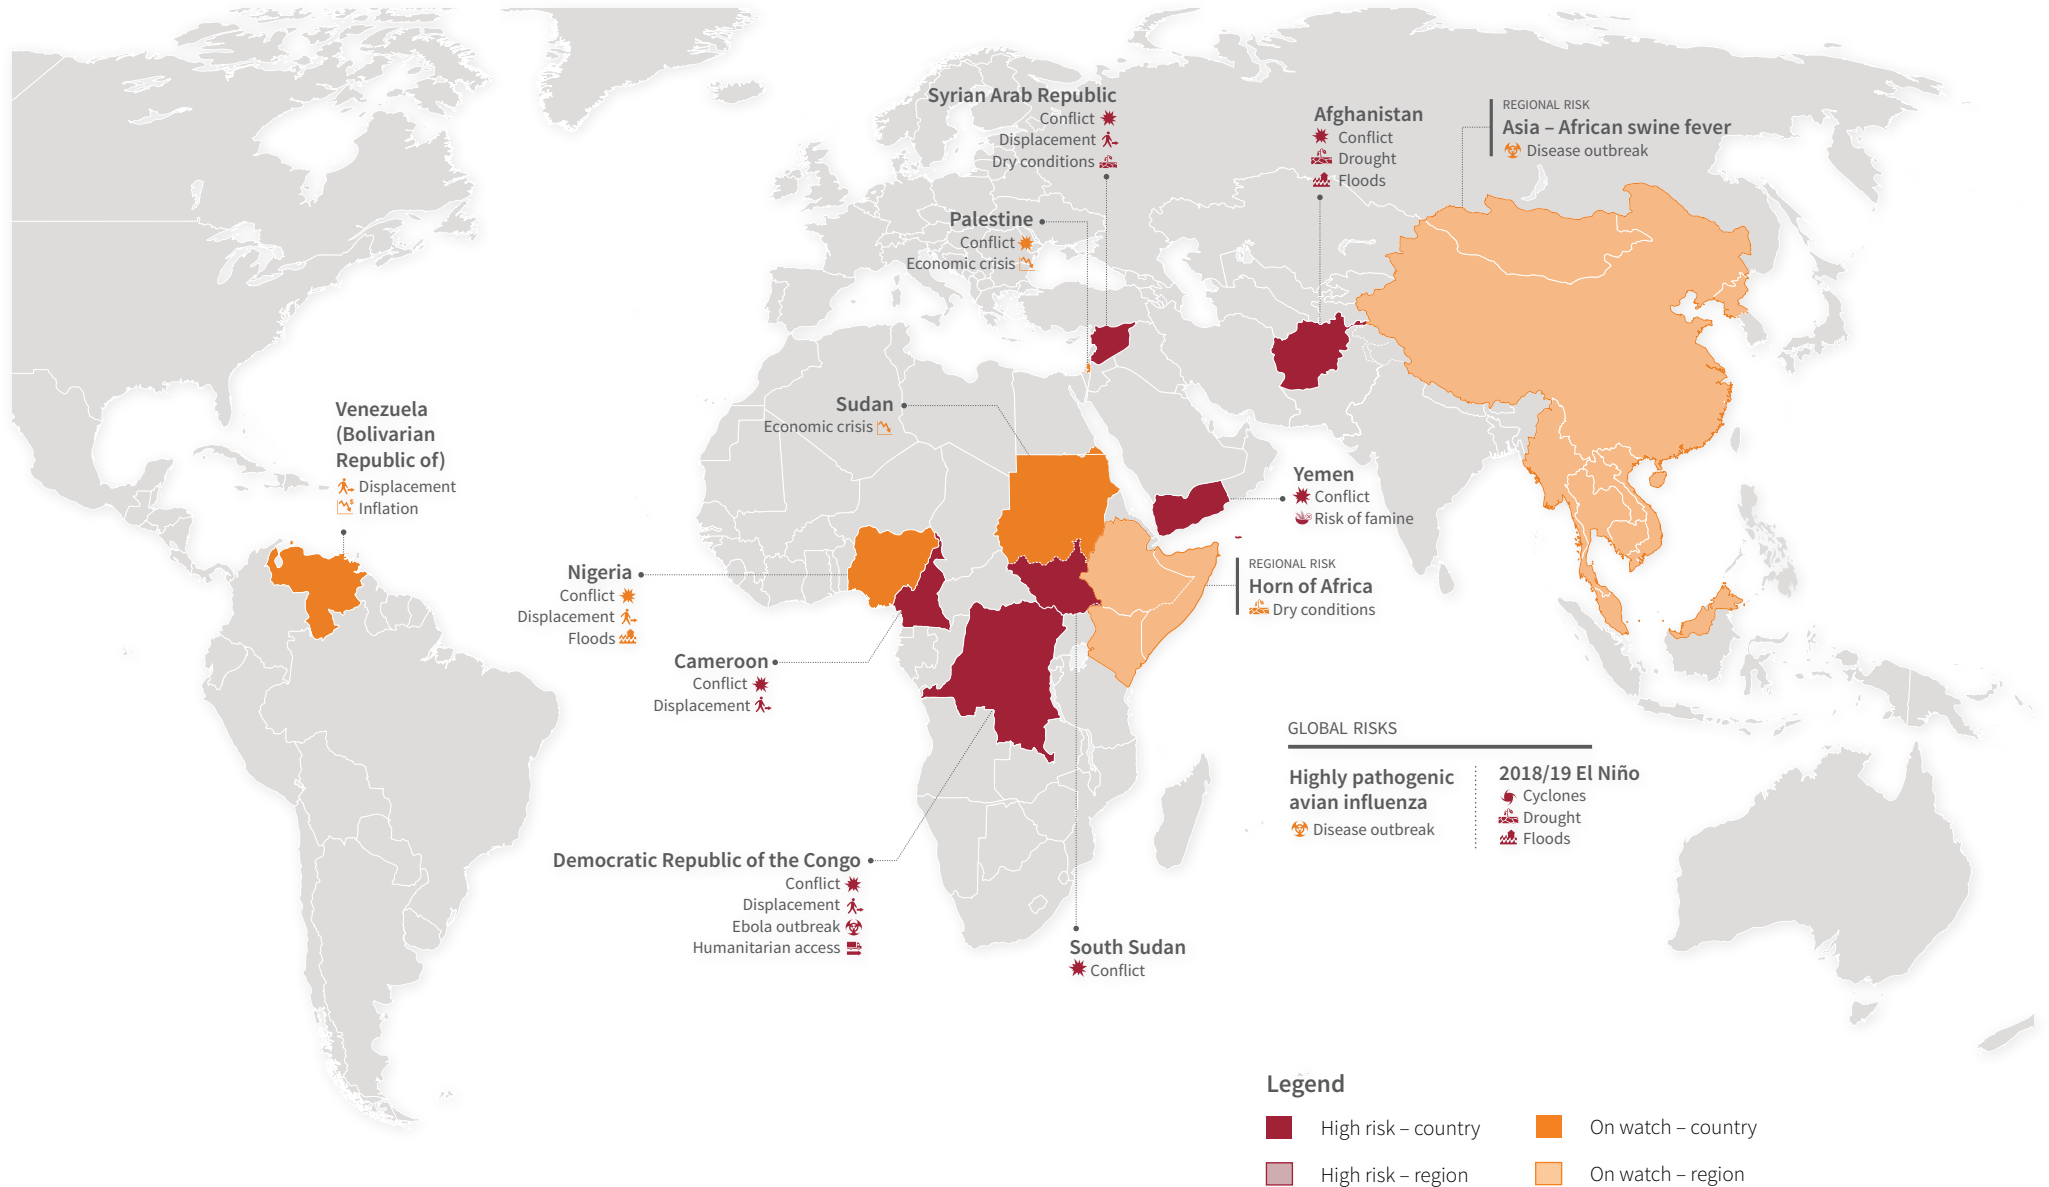 Syrian Arab Republic
Conflict
Displacement
Dry conditions
Afghanistan
Conflict
Drought
Floods
REGIONAL RISK
Asia – African swine fever
Disease outbreak
Palestine
Conflict
Economic crisis
Sudan
Economic crisis
Venezuela
(Bolivarian
Republic of)
Displacement
Inflation
Yemen
Conflict
Risk of famine
REGIONAL RISK
Horn of Africa
Dry conditions
Nigeria
Conflict
Displacement
Floods
Cameroon
Conflict
Displacement
GLOBAL RISKS
Highly pathogenic
avian influenza
Disease outbreak
2018/19 El Niño
Cyclones
Drought
Floods
Democratic Republic of the Congo
Conflict
Displacement
Ebola outbreak
Humanitarian access
South Sudan
Conflict
Legend
High risk – country
On watch – country
High risk – region
On watch – region